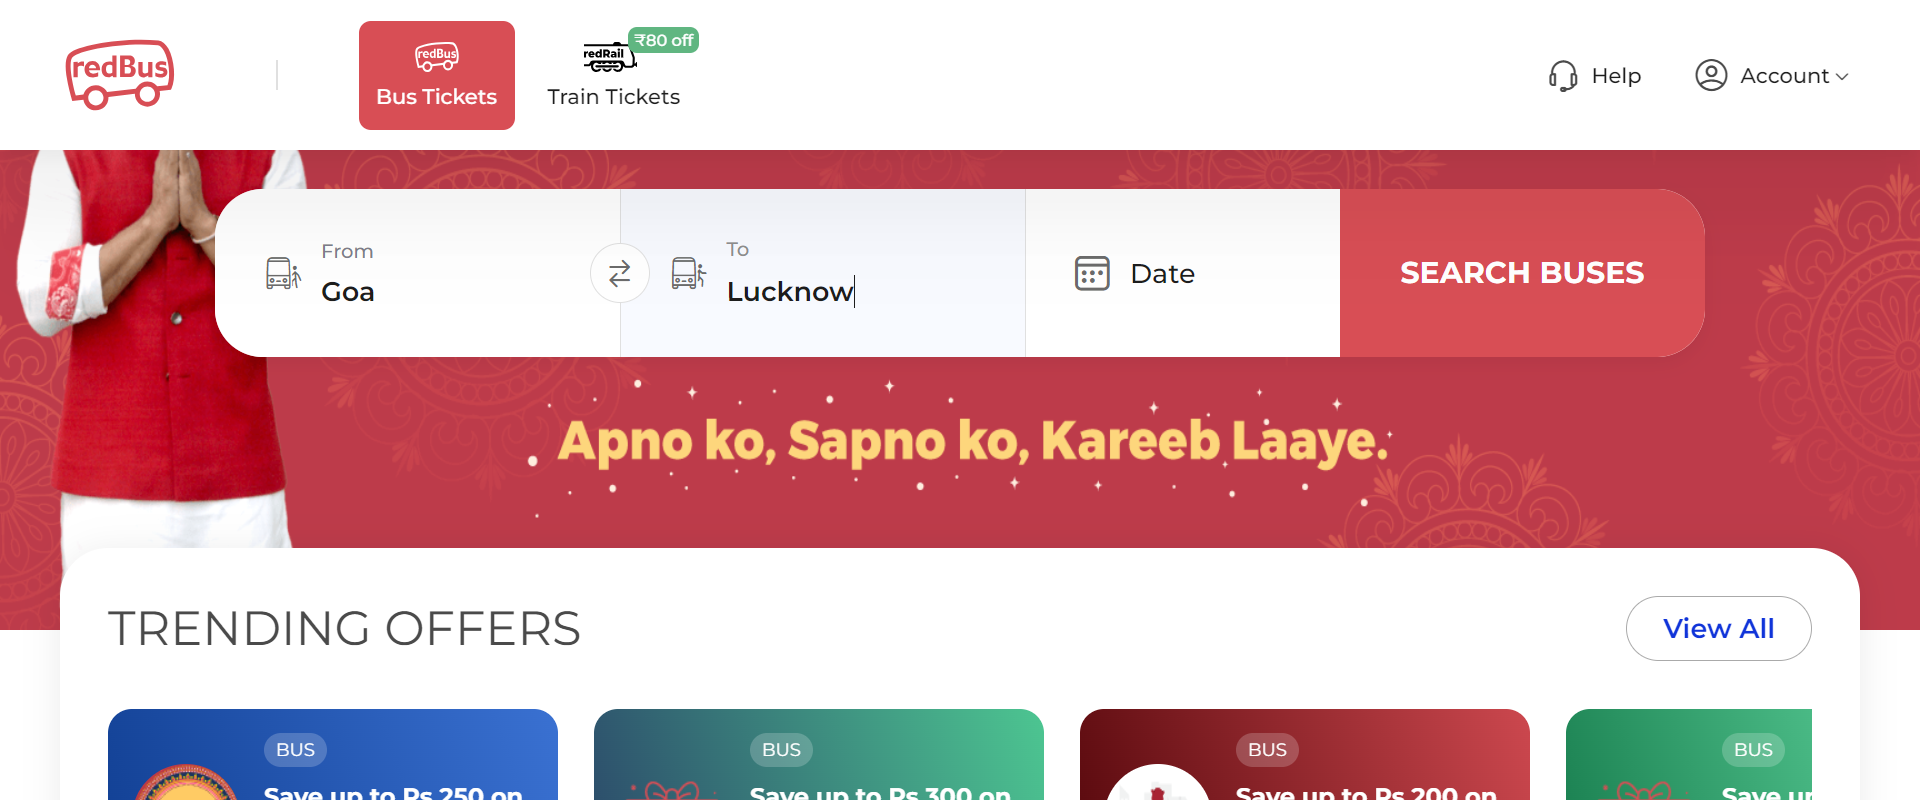 redBus
redBus
Bus Tickets
redRail
₹80 off
Train Tickets
Help
Account
From
Goa
To
Lucknow
Date
SEARCH BUSES
Apno ko, Sapno ko, Kareeb Laaye.
TRENDING OFFERS
View All
BUS
Save up to Rs 250 on
BUS
Save up to Rs 300 on
BUS
Save up to Rs 200 on
BUS
Save up